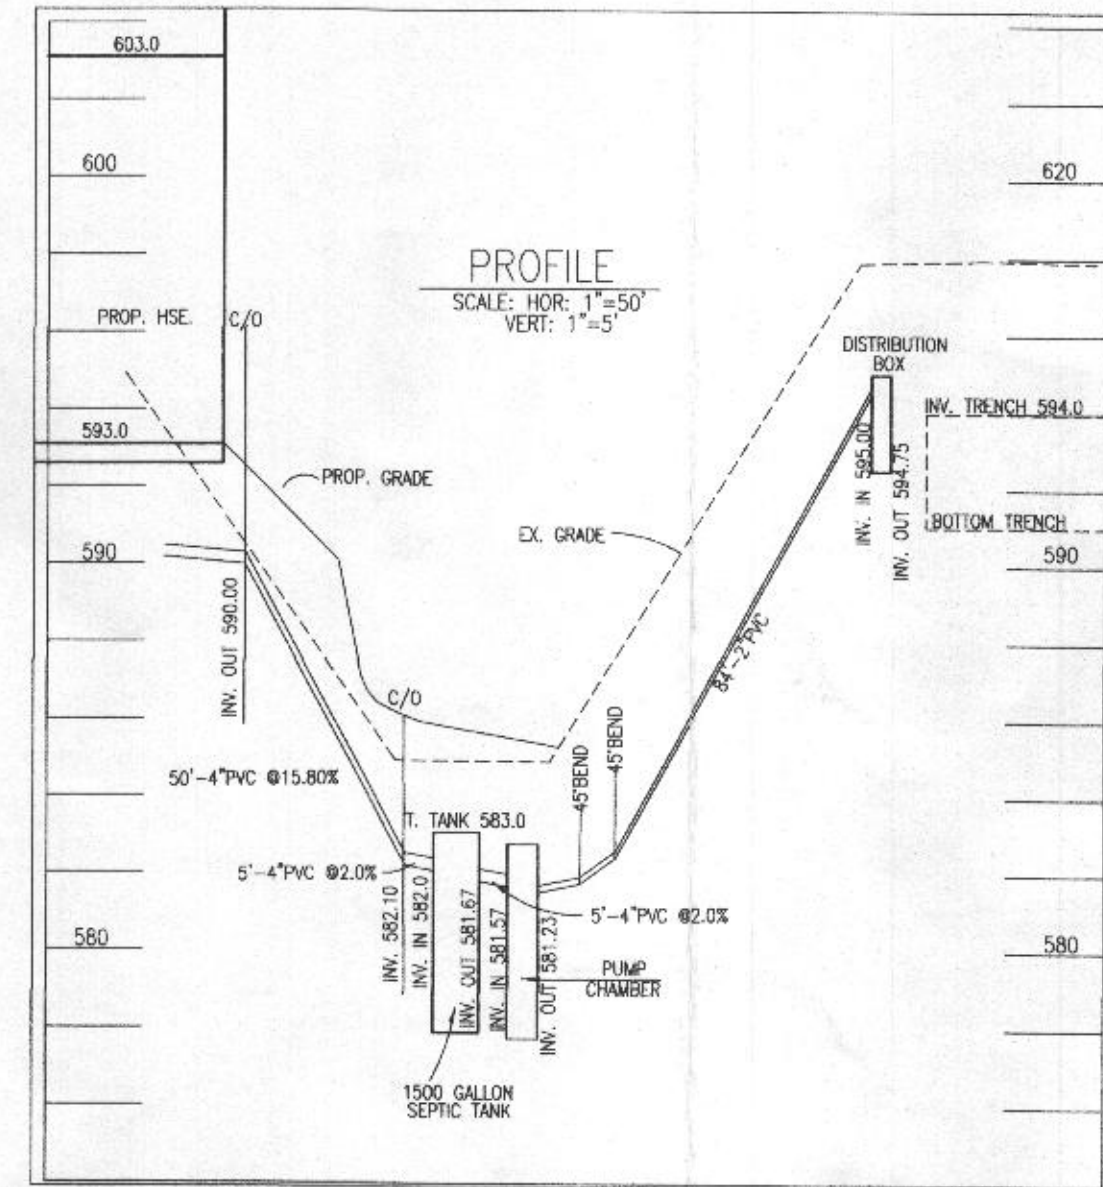 603.0
600
620
PROFILE
SCALE: HOR: 1"=50'
VERT: 1"=5'
PROP. HSE.
C/O
DISTRIBUTION
BOX
INV. TRENCH 594.0
593.0
PROP. GRADE
INV. IN 595.00
INV. OUT 594.75
EX. GRADE
BOTTOM TRENCH
590
590
INV. OUT 590.00
84'-2"PVC
C/O
45°BEND
45°BEND
50'-4"PVC @15.80%
T. TANK 583.0
5'-4"PVC @2.0%
5'-4"PVC @2.0%
INV. 582.10
INV. IN 582.0
INV. OUT 581.67
INV. IN 581.57
INV. OUT 581.23
580
580
PUMP
CHAMBER
1500 GALLON
SEPTIC TANK